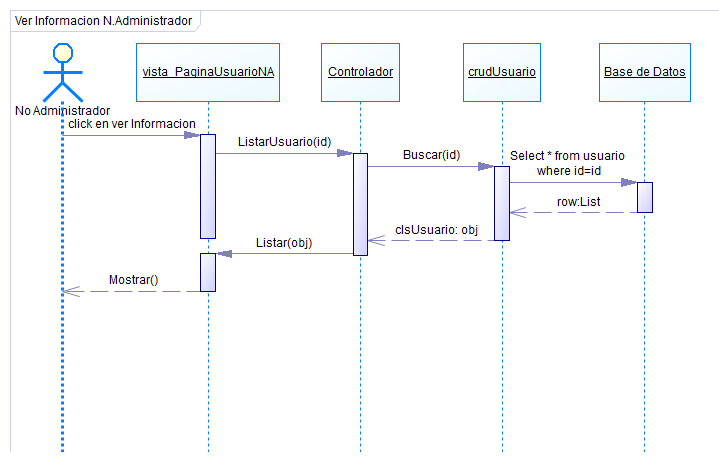 Ver Informacion N.Administrador
vista_PaginaUsuarioNA
Controlador
crudUsuario
Base de Datos
No Administrador
click en ver Informacion
ListarUsuario(id)
Buscar(id)
Select * from usuario
where id=id
row:List
clsUsuario: obj
Listar(obj)
Mostrar()